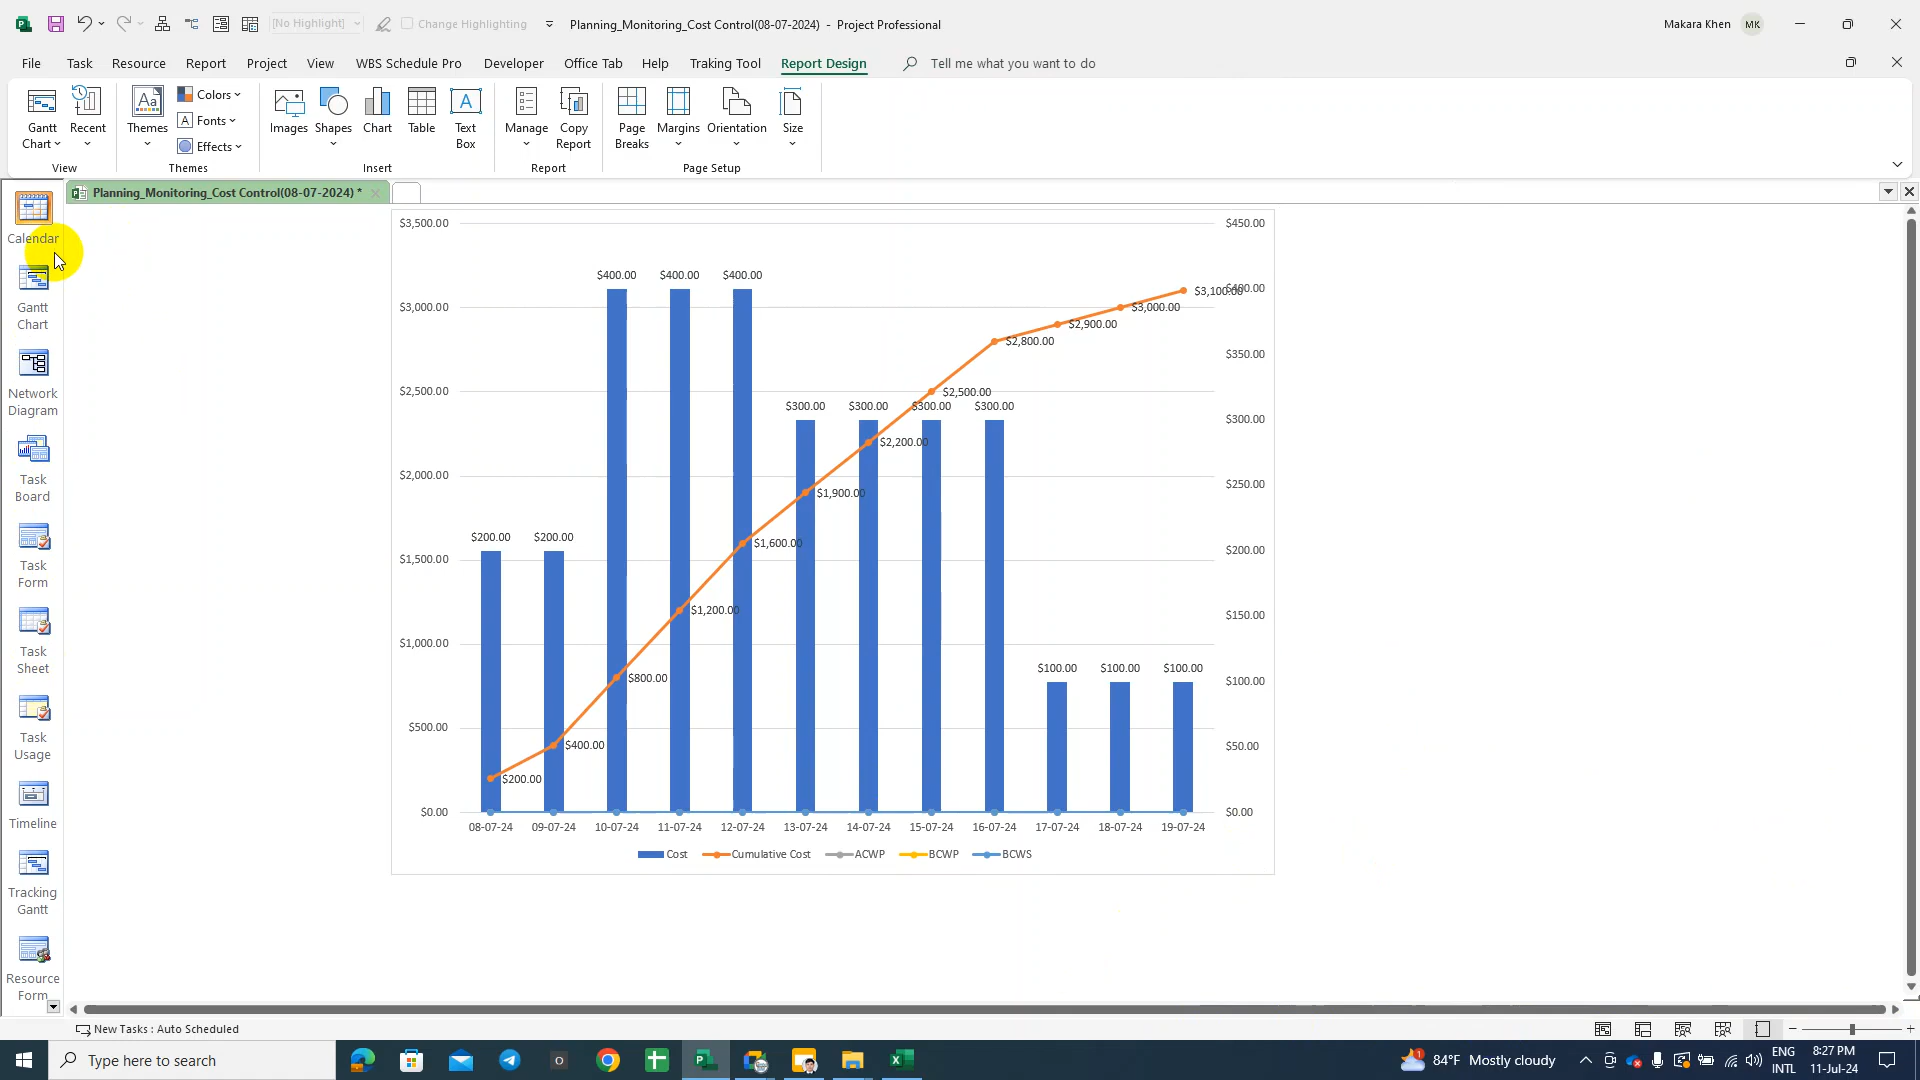 [No Highlight]
Change Highlighting
Planning_Monitoring_Cost Control(08-07-2024) - Project Professional
Makara Khen
MK
File
Task
Resource
Report
Project
View
WBS Schedule Pro
Developer
Office Tab
Help
Traking Tool
Report Design
Tell me what you want to do
Gantt
Chart
Recent
Themes
Colors
Fonts
Effects
Images
Shapes
Chart
Table
Text
Box
Manage
Copy
Report
Page
Breaks
Margins
Orientation
Size
View
Themes
Insert
Report
Page Setup
Planning_Monitoring_Cost Control(08-07-2024) *
Calendar
Gantt
Chart
Network
Diagram
Task
Board
Task
Form
Task
Sheet
Task
Usage
Timeline
Tracking
Gantt
Resource
Form
$3,500.00
$3,000.00
$2,500.00
$2,000.00
$1,500.00
$1,000.00
$500.00
$0.00
$200.00 $200.00 $400.00 $400.00 $400.00 $300.00 $300.00 $300.00 $300.00 $100.00 $100.00 $100.00
$200.00 $400.00 $800.00 $1,200.00 $1,600.00 $1,900.00 $2,200.00 $2,500.00 $2,800.00 $2,900.00 $3,000.00 $3,100.00
$450.00
$400.00
$350.00
$300.00
$250.00
$200.00
$150.00
$100.00
$50.00
$0.00
08-07-24 09-07-24 10-07-24 11-07-24 12-07-24 13-07-24 14-07-24 15-07-24 16-07-24 17-07-24 18-07-24 19-07-24
Cost Cumulative Cost ACWP BCWP BCWS
New Tasks : Auto Scheduled
Type here to search
84°F Mostly cloudy
ENG
INTL
8:27 PM
11-Jul-24